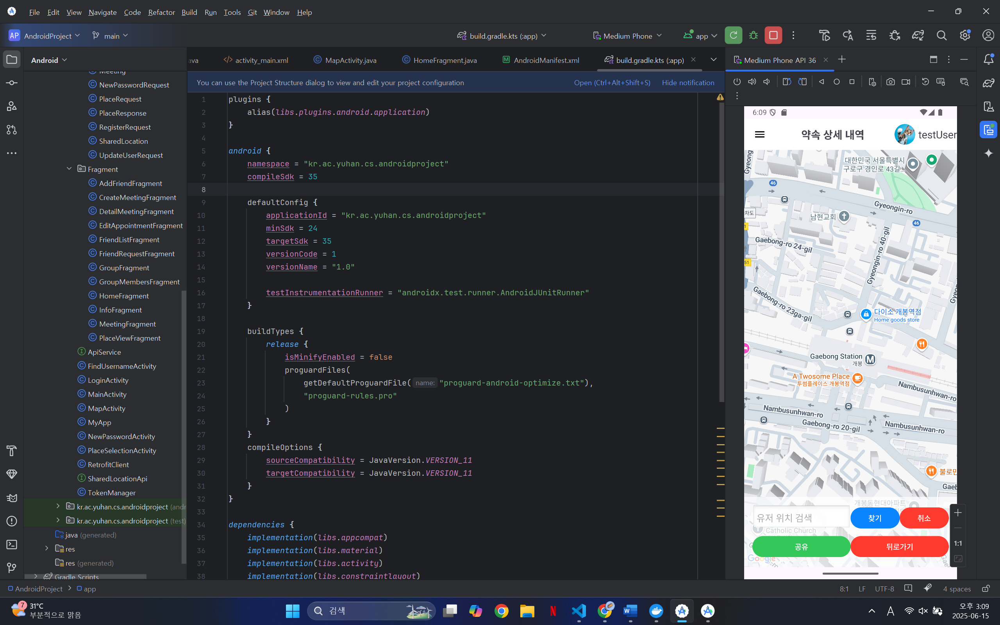 File Edit View Navigate Code Refactor Build Run Tools Git Window Help
AP AndroidProject main build.gradle.kts (:app) Medium Phone app
Android
ava activity_main.xml MapActivity.java HomeFragment.java AndroidManifest.xml build.gradle.kts (:app)
Medium Phone API 36
You can use the Project Structure dialog to view and edit your project configuration Open (Ctrl+Alt+Shift+S) Hide notification
Meeting
NewPasswordRequest
PlaceRequest
PlaceResponse
RegisterRequest
SharedLocation
UpdateUserRequest
Fragment
AddFriendFragment
CreateMeetingFragment
DetailMeetingFragment
EditAppointmentFragment
FriendListFragment
FriendRequestFragment
GroupFragment
GroupMembersFragment
HomeFragment
InfoFragment
MeetingFragment
PlaceViewFragment
ApiService
FindUsernameActivity
LoginActivity
MainActivity
MapActivity
MyApp
NewPasswordActivity
PlaceSelectionActivity
RetrofitClient
SharedLocationApi
TokenManager
kr.ac.yuhan.cs.androidproject (andr
kr.ac.yuhan.cs.androidproject (test)
java (generated)
res
res (generated)
Gradle Scripts
1 plugins {
2 alias(libs.plugins.android.application)
3 }
4
5 android {
6 namespace = "kr.ac.yuhan.cs.androidproject"
7 compileSdk = 35
8
9 defaultConfig {
10 applicationId = "kr.ac.yuhan.cs.androidproject"
11 minSdk = 24
12 targetSdk = 35
13 versionCode = 1
14 versionName = "1.0"
15
16 testInstrumentationRunner = "androidx.test.runner.AndroidJUnitRunner"
17 }
18
19 buildTypes {
20 release {
21 isMinifyEnabled = false
22 proguardFiles(
23 getDefaultProguardFile( name: "proguard-android-optimize.txt"),
24 "proguard-rules.pro"
25 )
26 }
27 }
28 compileOptions {
29 sourceCompatibility = JavaVersion.VERSION_11
30 targetCompatibility = JavaVersion.VERSION_11
31 }
32 }
33
34 dependencies {
35 implementation(libs.appcompat)
36 implementation(libs.material)
37 implementation(libs.activity)
38 implementation(libs.constraintlayout)
6:09
약속 상세 내역 testUser
Gyeong
대한민국 서울특별시
구로구 경인로 43길...
46
Gyeongin-ro
차도
남현교회
46
1
Gaebong-ro 24-gil
Gyeongin-ro 40-gil
51
Gaebong-ro 23ga-gil
Gyeo
다이소 개봉역점
Home goods store
Gaebong Station
개봉
M
A Twosome Place
투썸플레이스 개봉역점
Nambusunhwan-ro
Nambusunhwan-ro
Gaebong-ro 20-gil
Nambusunhwan-ro
불로만
Gaeb
개봉동현대아파트
유저 위치 검색 찾기 취소
Catholic Church
공유 뒤로가기
Google
1:1
AndroidProject app
8:1 LF UTF-8 4 spaces
7 31°C
부분적으로 맑음
검색
A
오후 3:09
2025-06-15